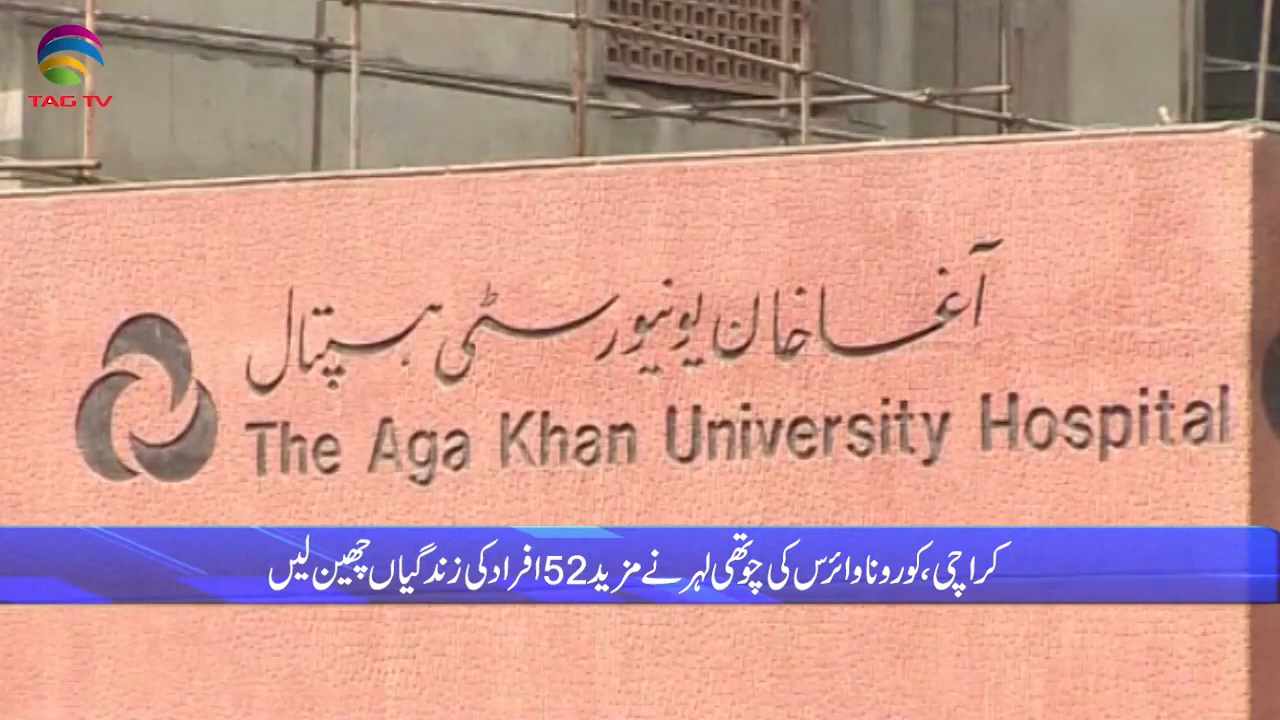 TAG TV
آغا خان یونیورسٹی ہسپتال
The Aga Khan University Hospital
کراچی، کورونا وائرس کی چوتھی لہر نے مزید 52 افراد کی زندگیاں چھین لیں